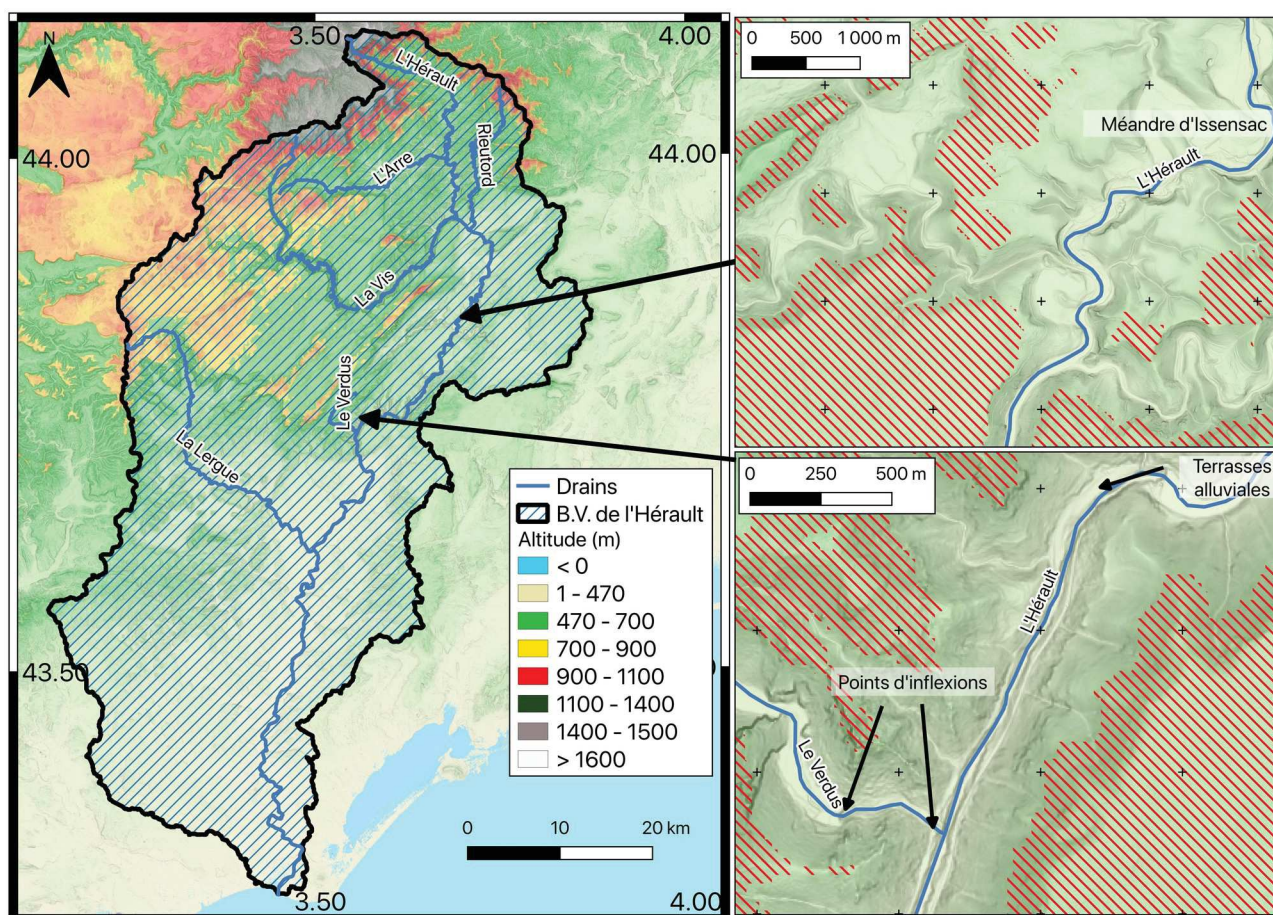 N
3.50
4.00
44.00
44.00
43.50
3.50
4.00
L'Hérault
Rieutord
L'Arre
La Vis
Le Verdus
La Lergue
Drains
B.V. de l'Hérault
Altitude (m)
< 0
1 - 470
470 - 700
700 - 900
900 - 1100
1100 - 1400
1400 - 1500
> 1600
0 10 20 km
0 500 1000 m
Méandre d'Issensac
L'Hérault
0 250 500 m
Terrasses
alluviales
L'Hérault
Points d'inflexions
Le Verdus